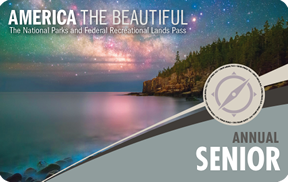 AMERICA THE BEAUTIFUL
The National Parks and Federal Recreational Lands Pass
ANNUAL
SENIOR